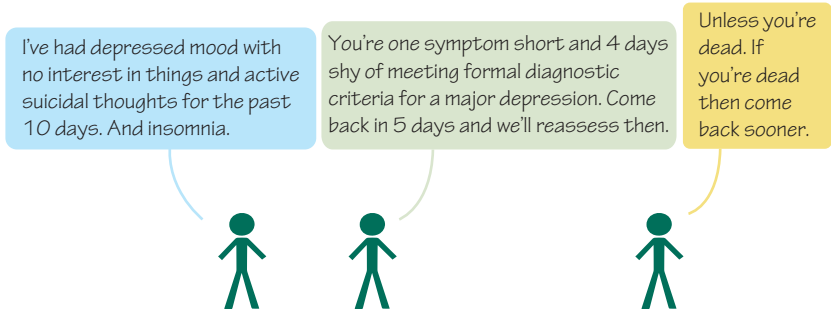 I've had depressed mood with
no interest in things and active
suicidal thoughts for the past
10 days. And insomnia.
You're one symptom short and 4 days
shy of meeting formal diagnostic
criteria for a major depression. Come
back in 5 days and we'll reassess then.
Unless you're
dead. If
you're dead
then come
back sooner.